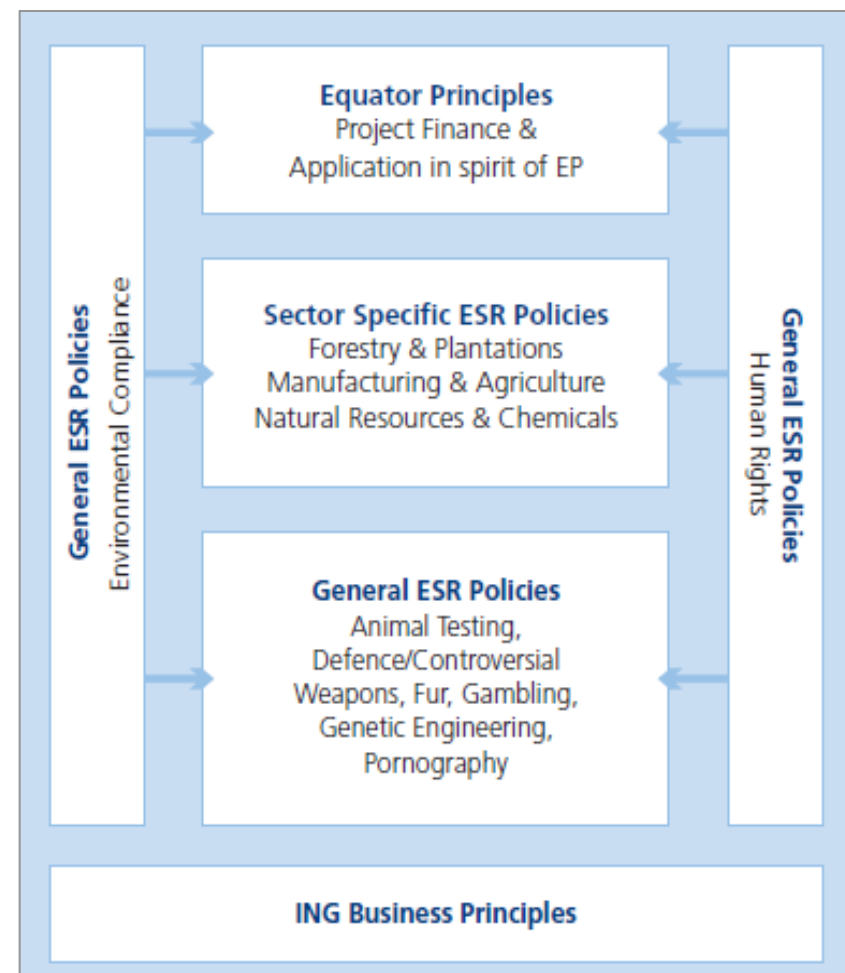 General ESR Policies
Environmental Compliance
Equator Principles
Project Finance &
Application in spirit of EP
Sector Specific ESR Policies
Forestry & Plantations
Manufacturing & Agriculture
Natural Resources & Chemicals
General ESR Policies
Animal Testing,
Defence/Controversial
Weapons, Fur, Gambling,
Genetic Engineering,
Pornography
General ESR Policies
Human Rights
ING Business Principles